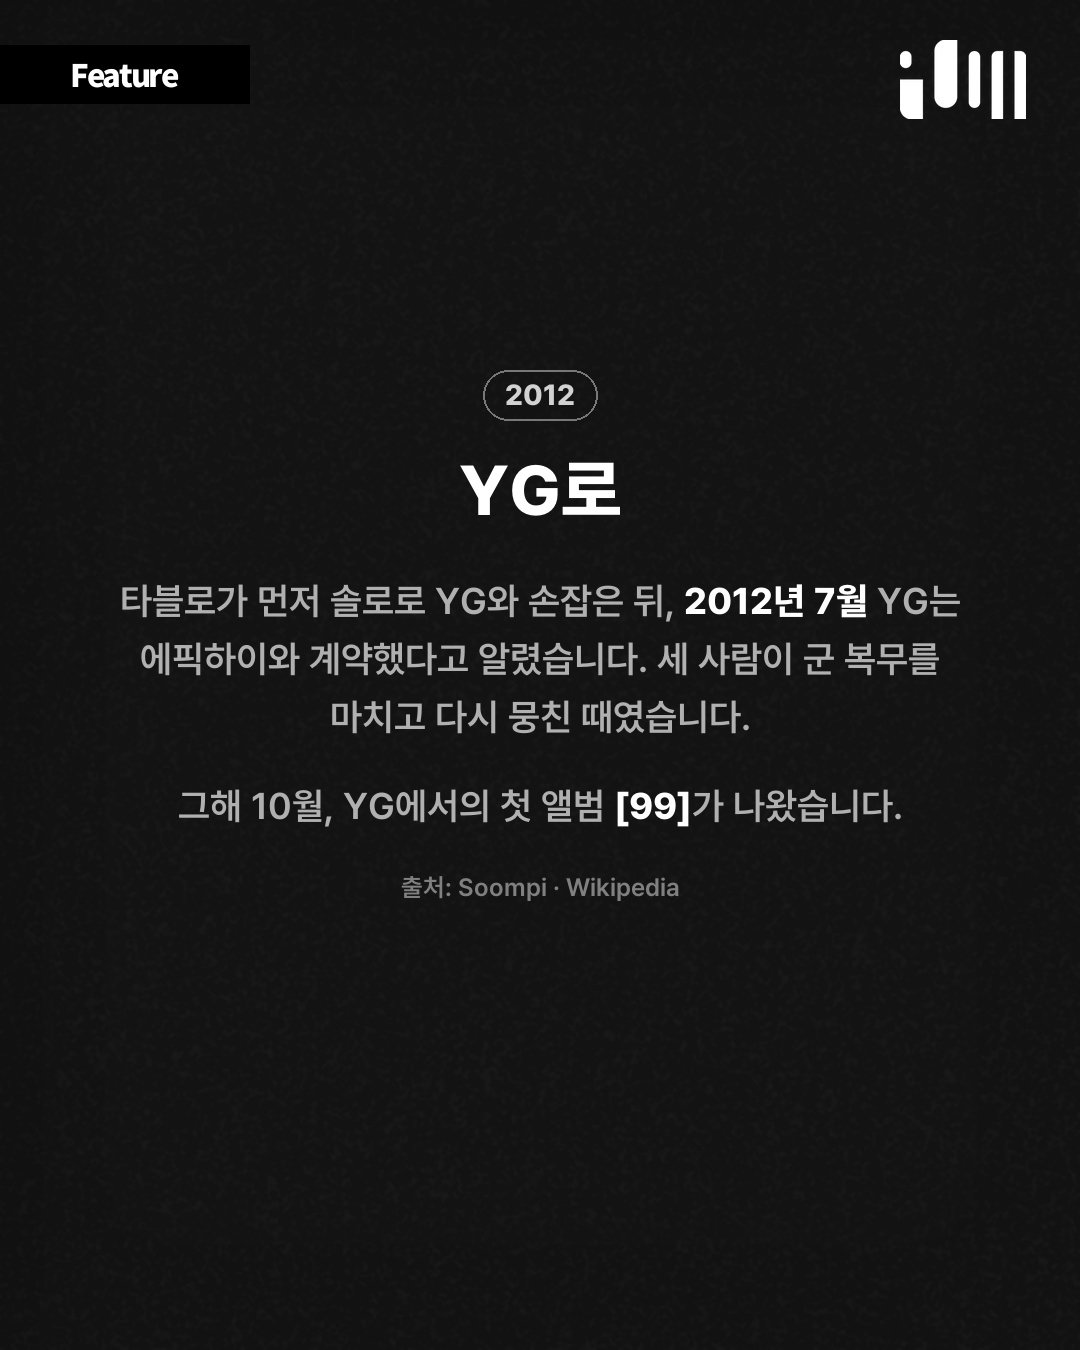 Feature
2012
YG로
타블로가 먼저 솔로로 YG와 손잡은 뒤, 2012년 7월 YG는
에픽하이와 계약했다고 알렸습니다. 세 사람이 군 복무를
마치고 다시 뭉친 때였습니다.
그해 10월, YG에서의 첫 앨범 [99]가 나왔습니다.
출처: Soompi · Wikipedia